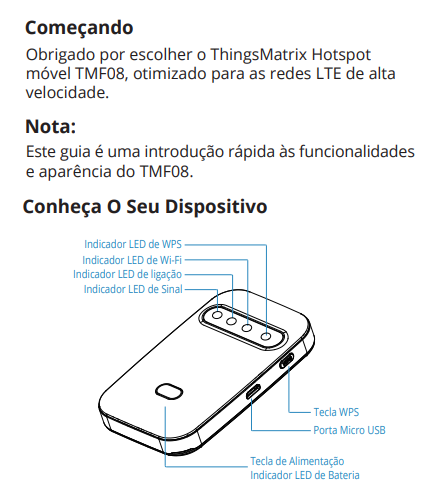 Começando
Obrigado por escolher o ThingsMatrix Hotspot
móvel TMF08, otimizado para as redes LTE de alta
velocidade.
Nota:
Este guia é uma introdução rápida às funcionalidades
e aparência do TMF08.
Conheça O Seu Dispositivo
Indicador LED de WPS
Indicador LED de Wi-Fi
Indicador LED de ligação
Indicador LED de Sinal
Tecla WPS
Porta Micro USB
Tecla de Alimentação
Indicador LED de Bateria